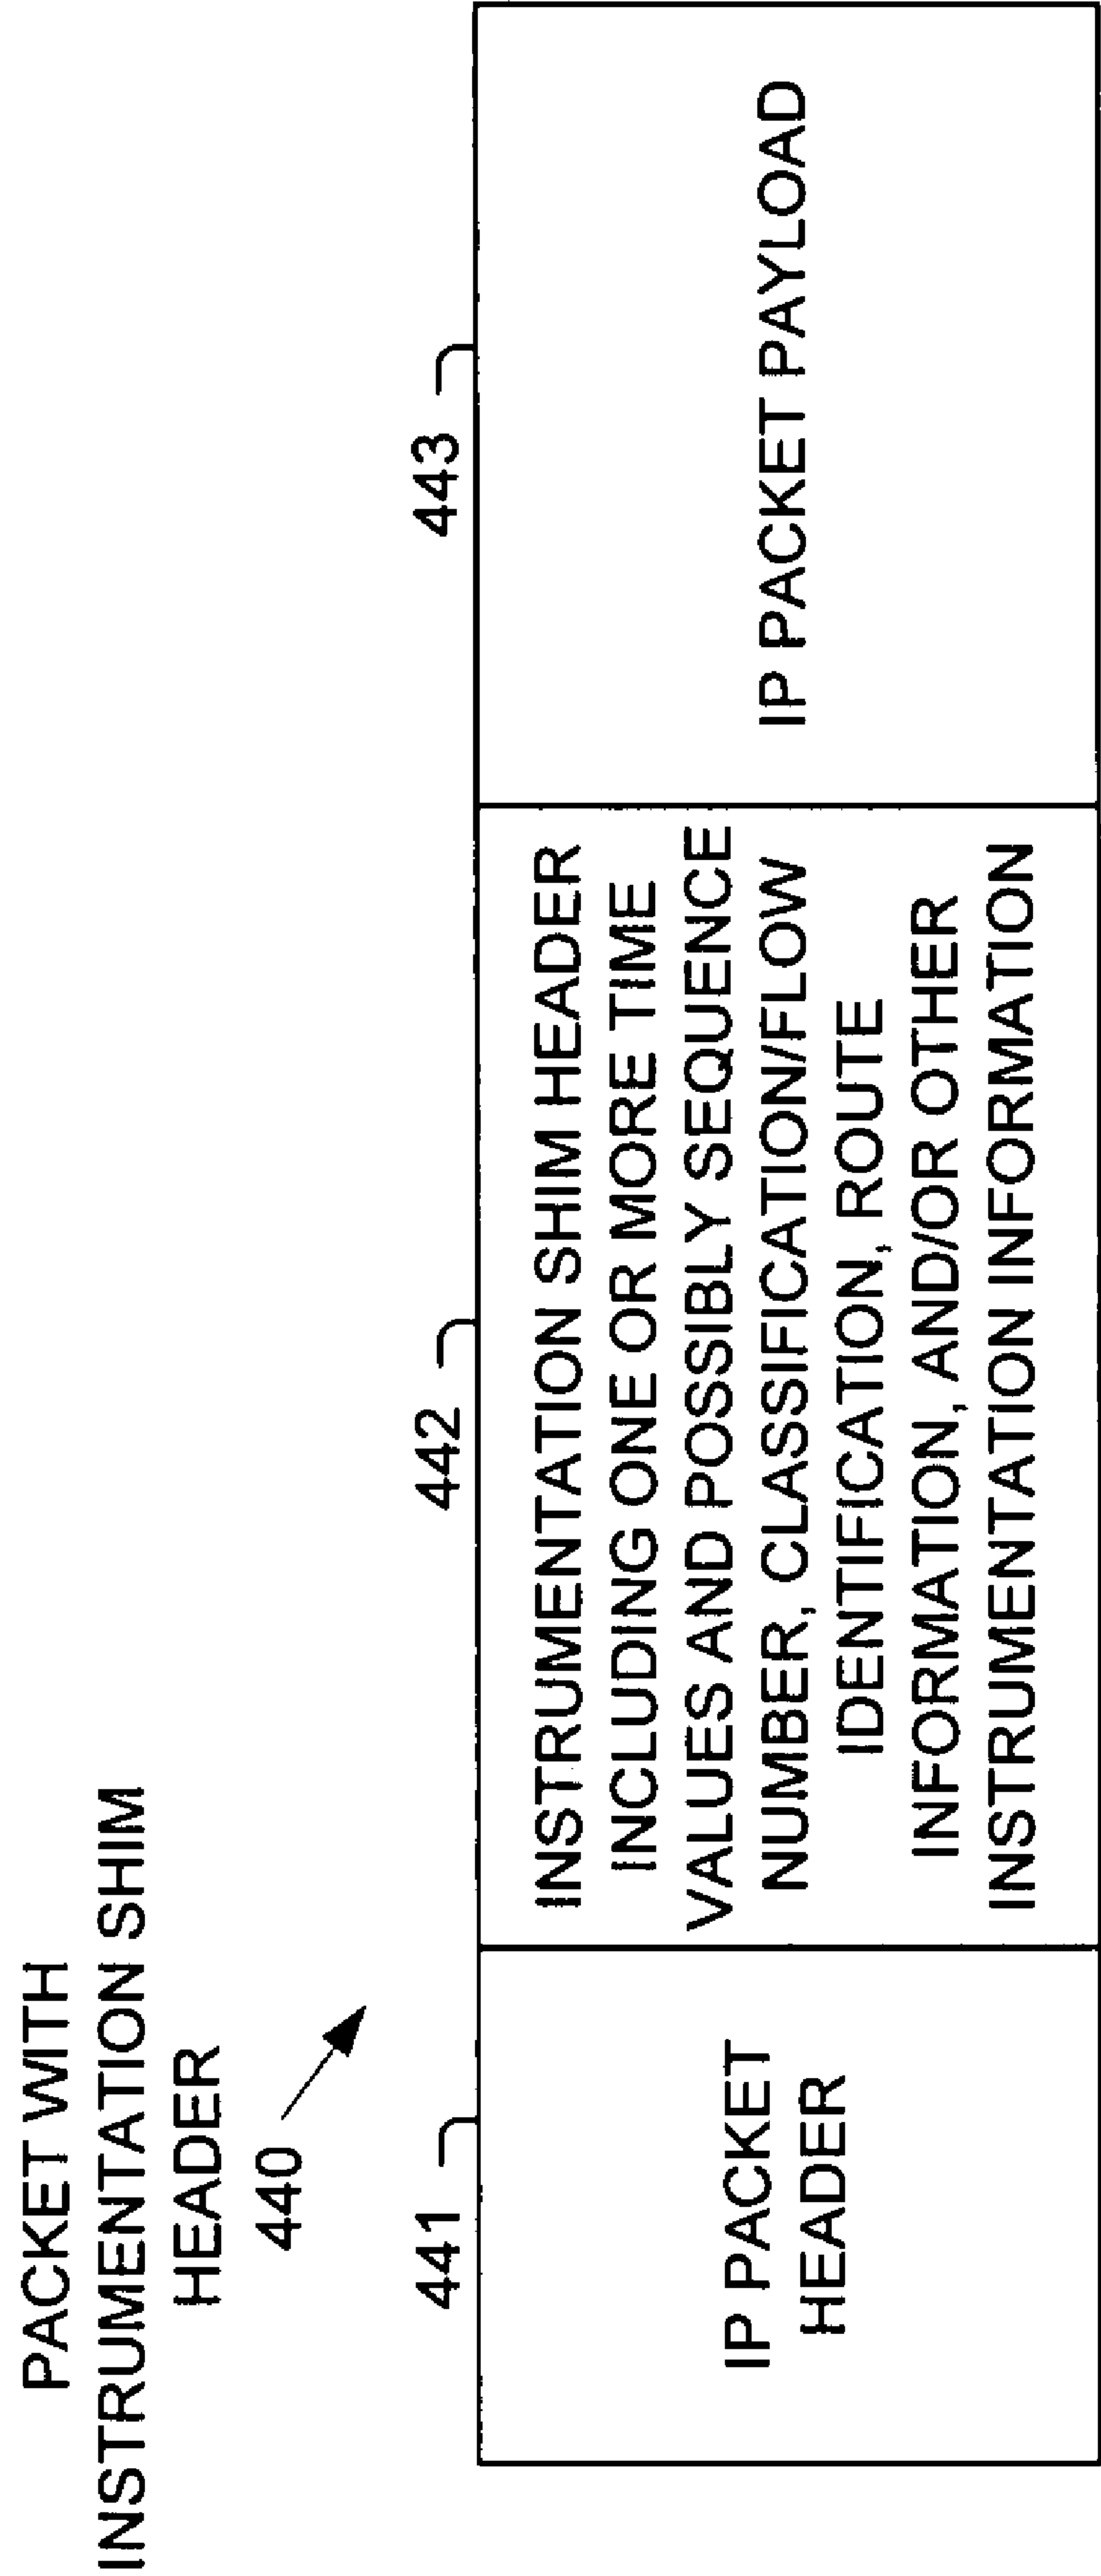 PACKET WITH
INSTRUMENTATION SHIM
HEADER
440
441
442
443
IP PACKET
HEADER
INSTRUMENTATION SHIM HEADER
INCLUDING ONE OR MORE TIME
VALUES AND POSSIBLY SEQUENCE
NUMBER, CLASSIFICATION/FLOW
IDENTIFICATION, ROUTE
INFORMATION, AND/OR OTHER
INSTRUMENTATION INFORMATION
IP PACKET PAYLOAD